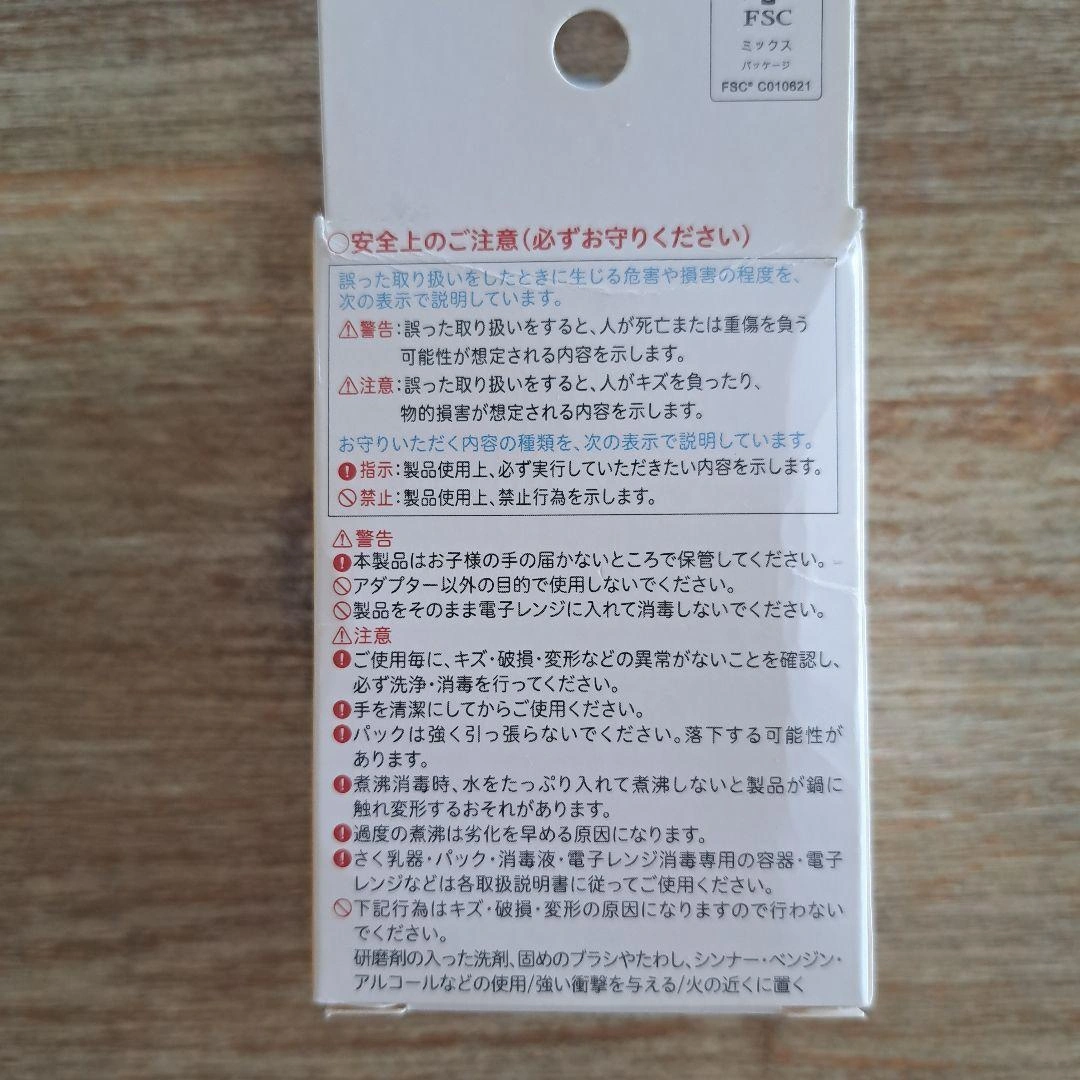 FSC
ミックス
パッケージ
FSC® C010621
○安全上のご注意(必ずお守りください)
誤った取り扱いをしたときに生じる危害や損害の程度を、
次の表示で説明しています。
⚠警告:誤った取り扱いをすると、人が死亡または重傷を負う
可能性が想定される内容を示します。
⚠注意:誤った取り扱いをすると、人がキズを負ったり、
物的損害が想定される内容を示します。
お守りいただく内容の種類を、次の表示で説明しています。
指示:製品使用上、必ず実行していただきたい内容を示します。
禁止:製品使用上、禁止行為を示します。
⚠警告
本製品はお子様の手の届かないところで保管してください。
アダプター以外の目的で使用しないでください。
製品をそのまま電子レンジに入れて消毒しないでください。
⚠注意
ご使用毎に、キズ・破損・変形などの異常がないことを確認し、
必ず洗浄・消毒を行ってください。
手を清潔にしてからご使用ください。
パックは強く引っ張らないでください。落下する可能性が
あります。
煮沸消毒時、水をたっぷり入れて煮沸しないと製品が鍋に
触れ変形するおそれがあります。
過度の煮沸は劣化を早める原因になります。
さく乳器・パック・消毒液・電子レンジ消毒専用の容器・電子
レンジなどは各取扱説明書に従ってご使用ください。
下記行為はキズ・破損・変形の原因になりますので行わない
でください。
研磨剤の入った洗剤、固めのブラシやたわし、シンナー・ベンジン・
アルコールなどの使用/強い衝撃を与える/火の近くに置く